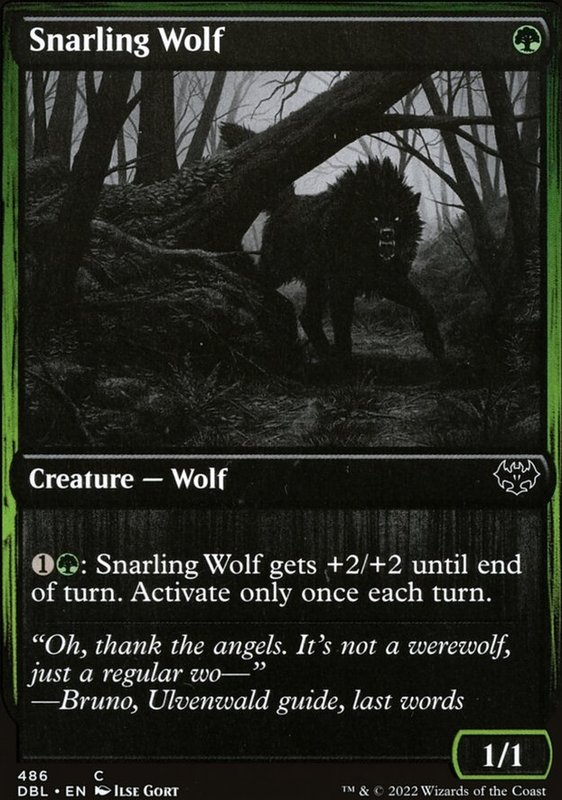 Snarling Wolf
Creature — Wolf
1: Snarling Wolf gets +2/+2 until end
of turn. Activate only once each turn.
“Oh, thank the angels. It's not a werewolf,
just a regular wo—”
—Bruno, Ulvenwald guide, last words
1/1
486 C
DBL • EN Ilse Gort
™ & © 2022 Wizards of the Coast